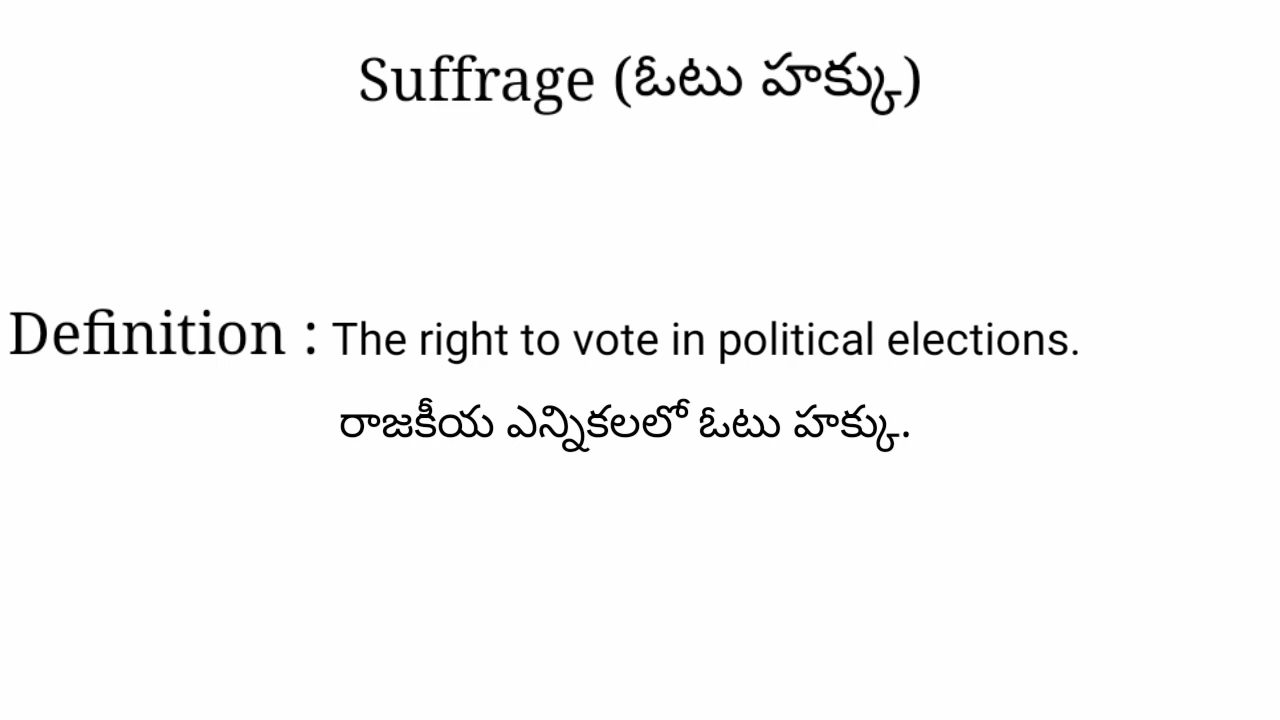 Suffrage (ఓటు హక్కు)
Definition : The right to vote in political elections.
రాజకీయ ఎన్నికలలో ఓటు హక్కు.